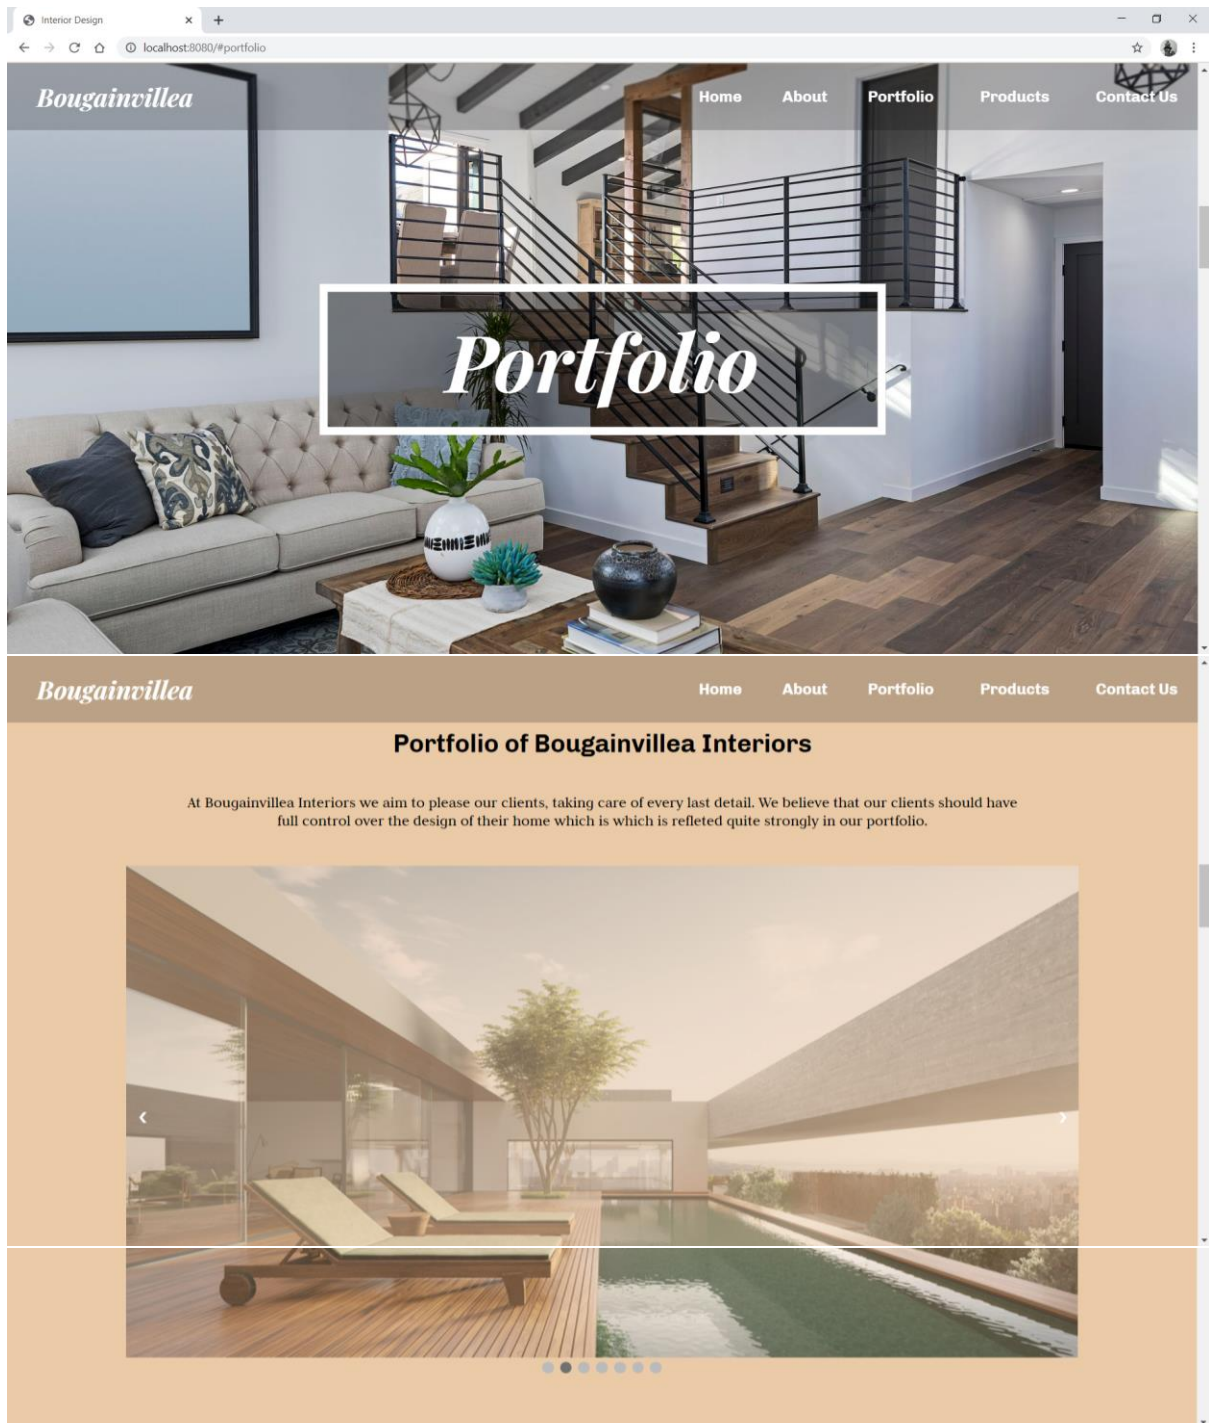 Interior Design
localhost:8080/#portfolio
Bougainvillea Home About Portfolio Products Contact Us
Portfolio
Bougainvillea Home About Portfolio Products Contact Us
Portfolio of Bougainvillea Interiors
At Bougainvillea Interiors we aim to please our clients, taking care of every last detail. We believe that our clients should have
full control over the design of their home which is which is refleted quite strongly in our portfolio.